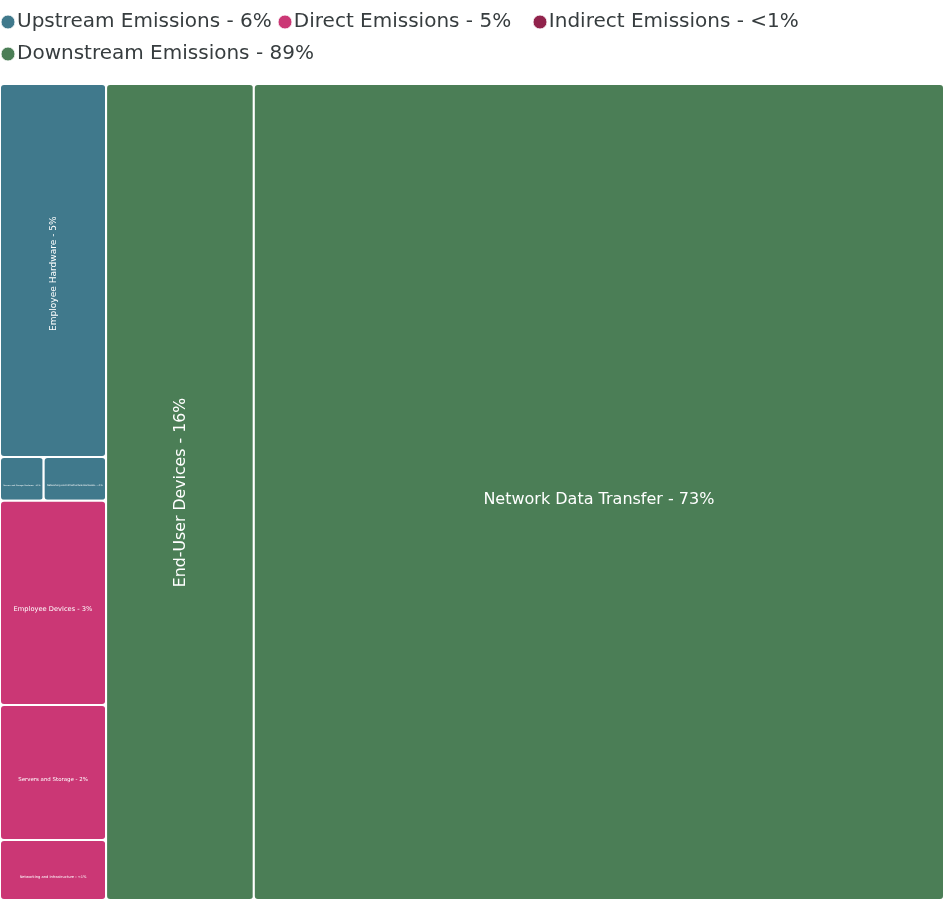 Upstream Emissions - 6% Direct Emissions - 5% Indirect Emissions - <1%
Downstream Emissions - 89%
Employee Hardware - 5%
End-User Devices - 16%
Network Data Transfer - 73%
Employee Devices - 3%
Servers and Storage - 2%
Networking and Infrastructure - <1%